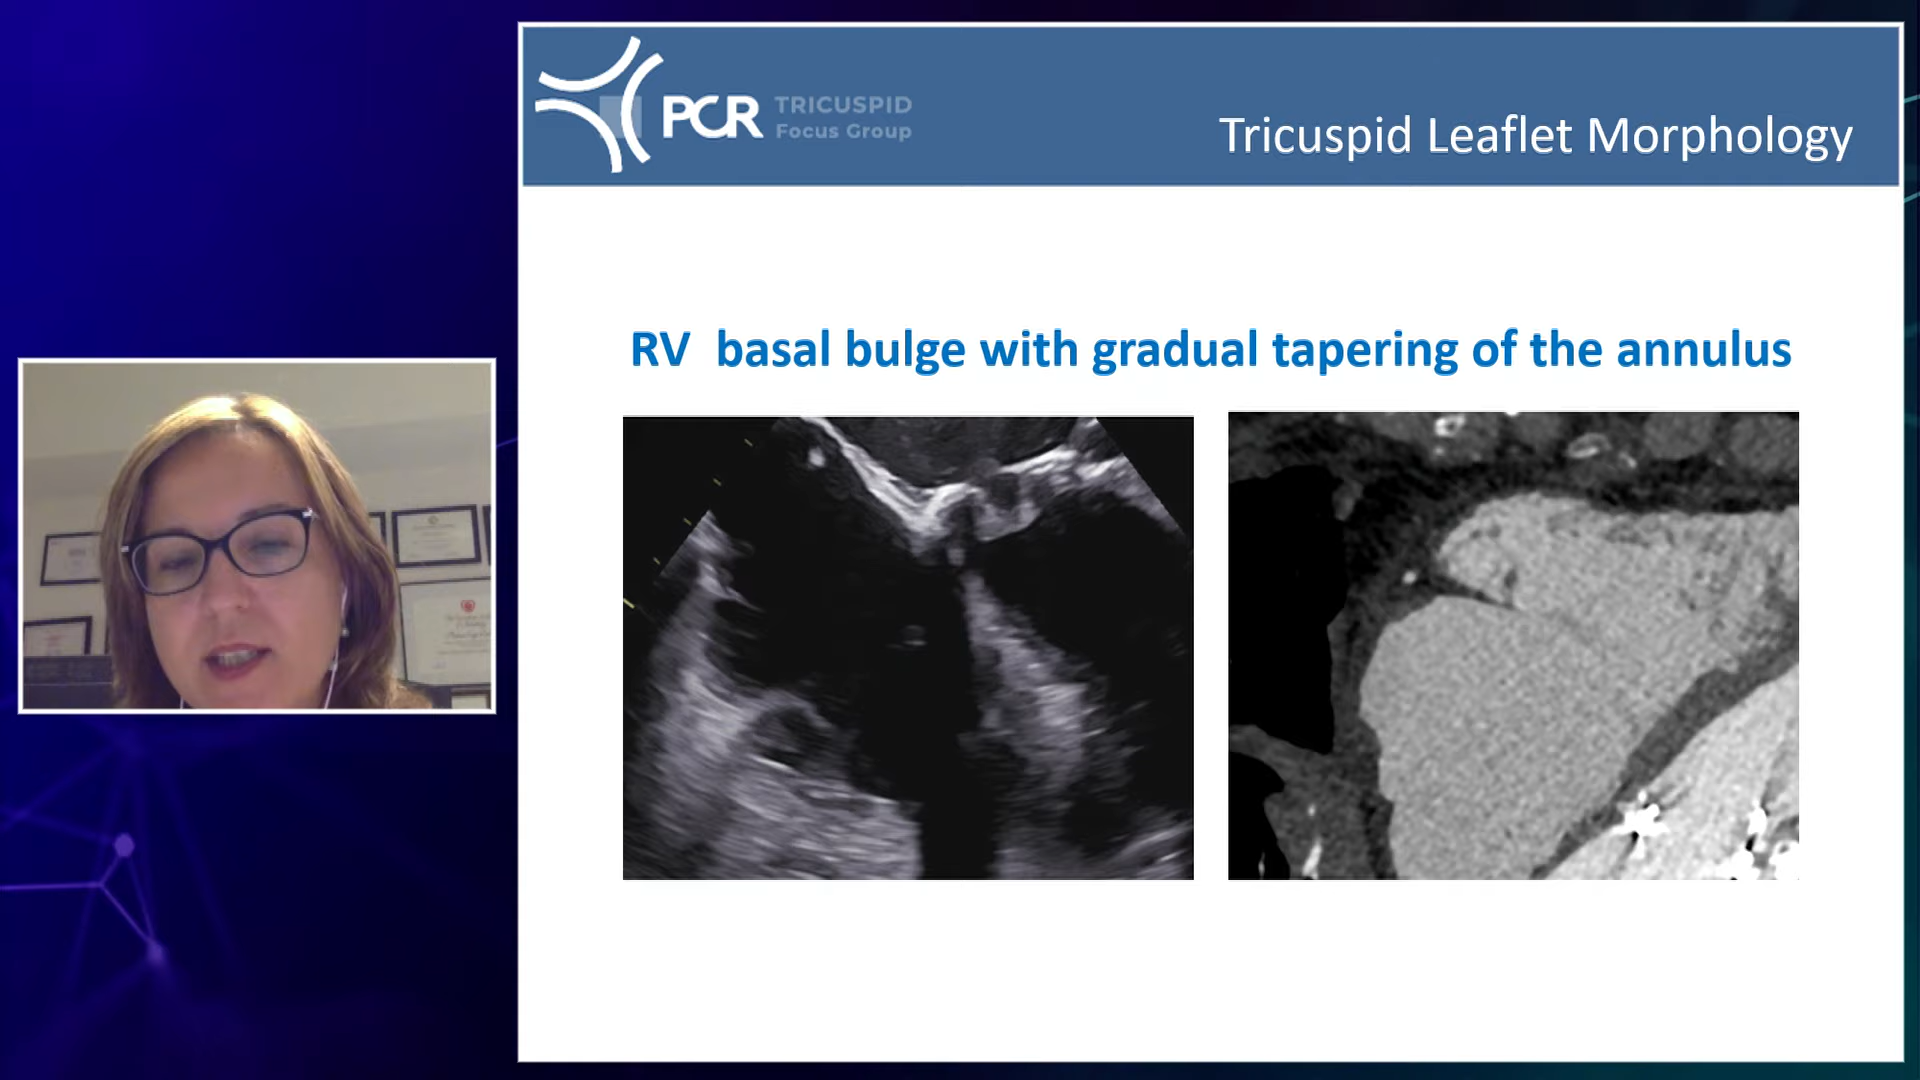 PCR TRICUSPID
Focus Group
Tricuspid Leaflet Morphology
RV basal bulge with gradual tapering of the annulus